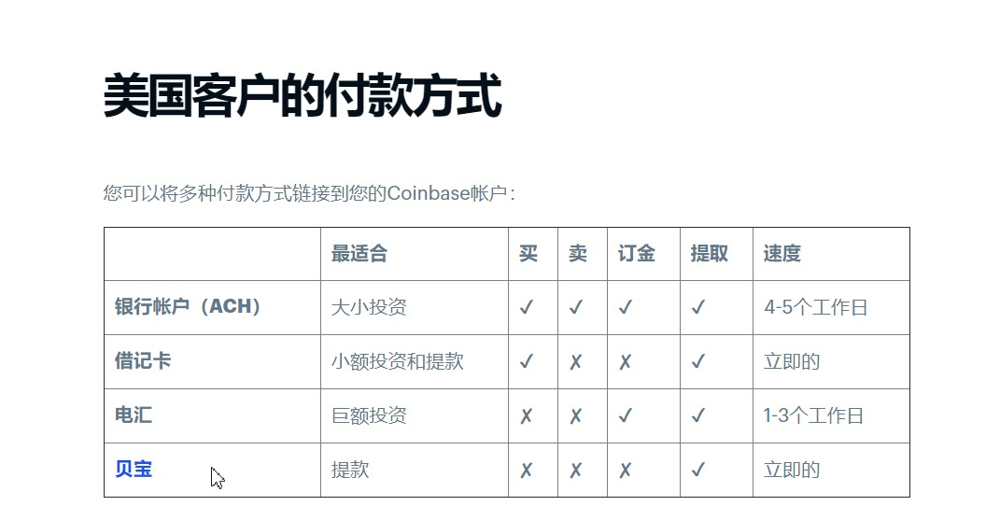 美国客户的付款方式
您可以将多种付款方式链接到您的Coinbase帐户：
最适合 买 卖 订金 提取 速度
银行帐户（ACH） 大小投资 ✓ ✓ ✓ ✓ 4-5个工作日
借记卡 小额投资和提款 ✓ ✗ ✗ ✓ 立即的
电汇 巨额投资 ✗ ✗ ✓ ✓ 1-3个工作日
贝宝 提款 ✗ ✗ ✗ ✓ 立即的